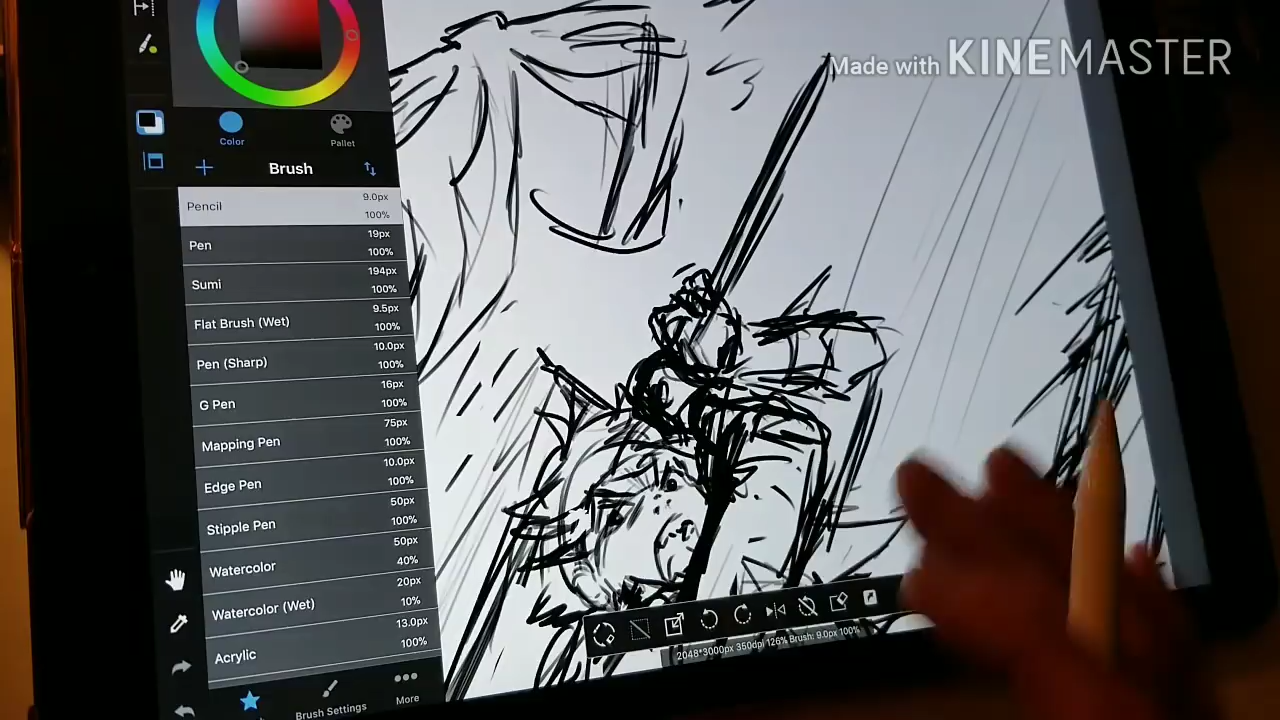 Made with KINEMASTER
Color
Pallet
Brush
Pencil
9.0px
100%
Pen
19px
100%
Sumi
194px
100%
Flat Brush (Wet)
9.5px
100%
Pen (Sharp)
10.0px
100%
G Pen
16px
100%
Mapping Pen
75px
100%
Edge Pen
10.0px
100%
Stipple Pen
50px
100%
Watercolor
50px
40%
Watercolor (Wet)
20px
10%
Acrylic
13.0px
100%
Brush Settings
More
2048*3000px 350dpi 126% Brush: 9.0px 100%